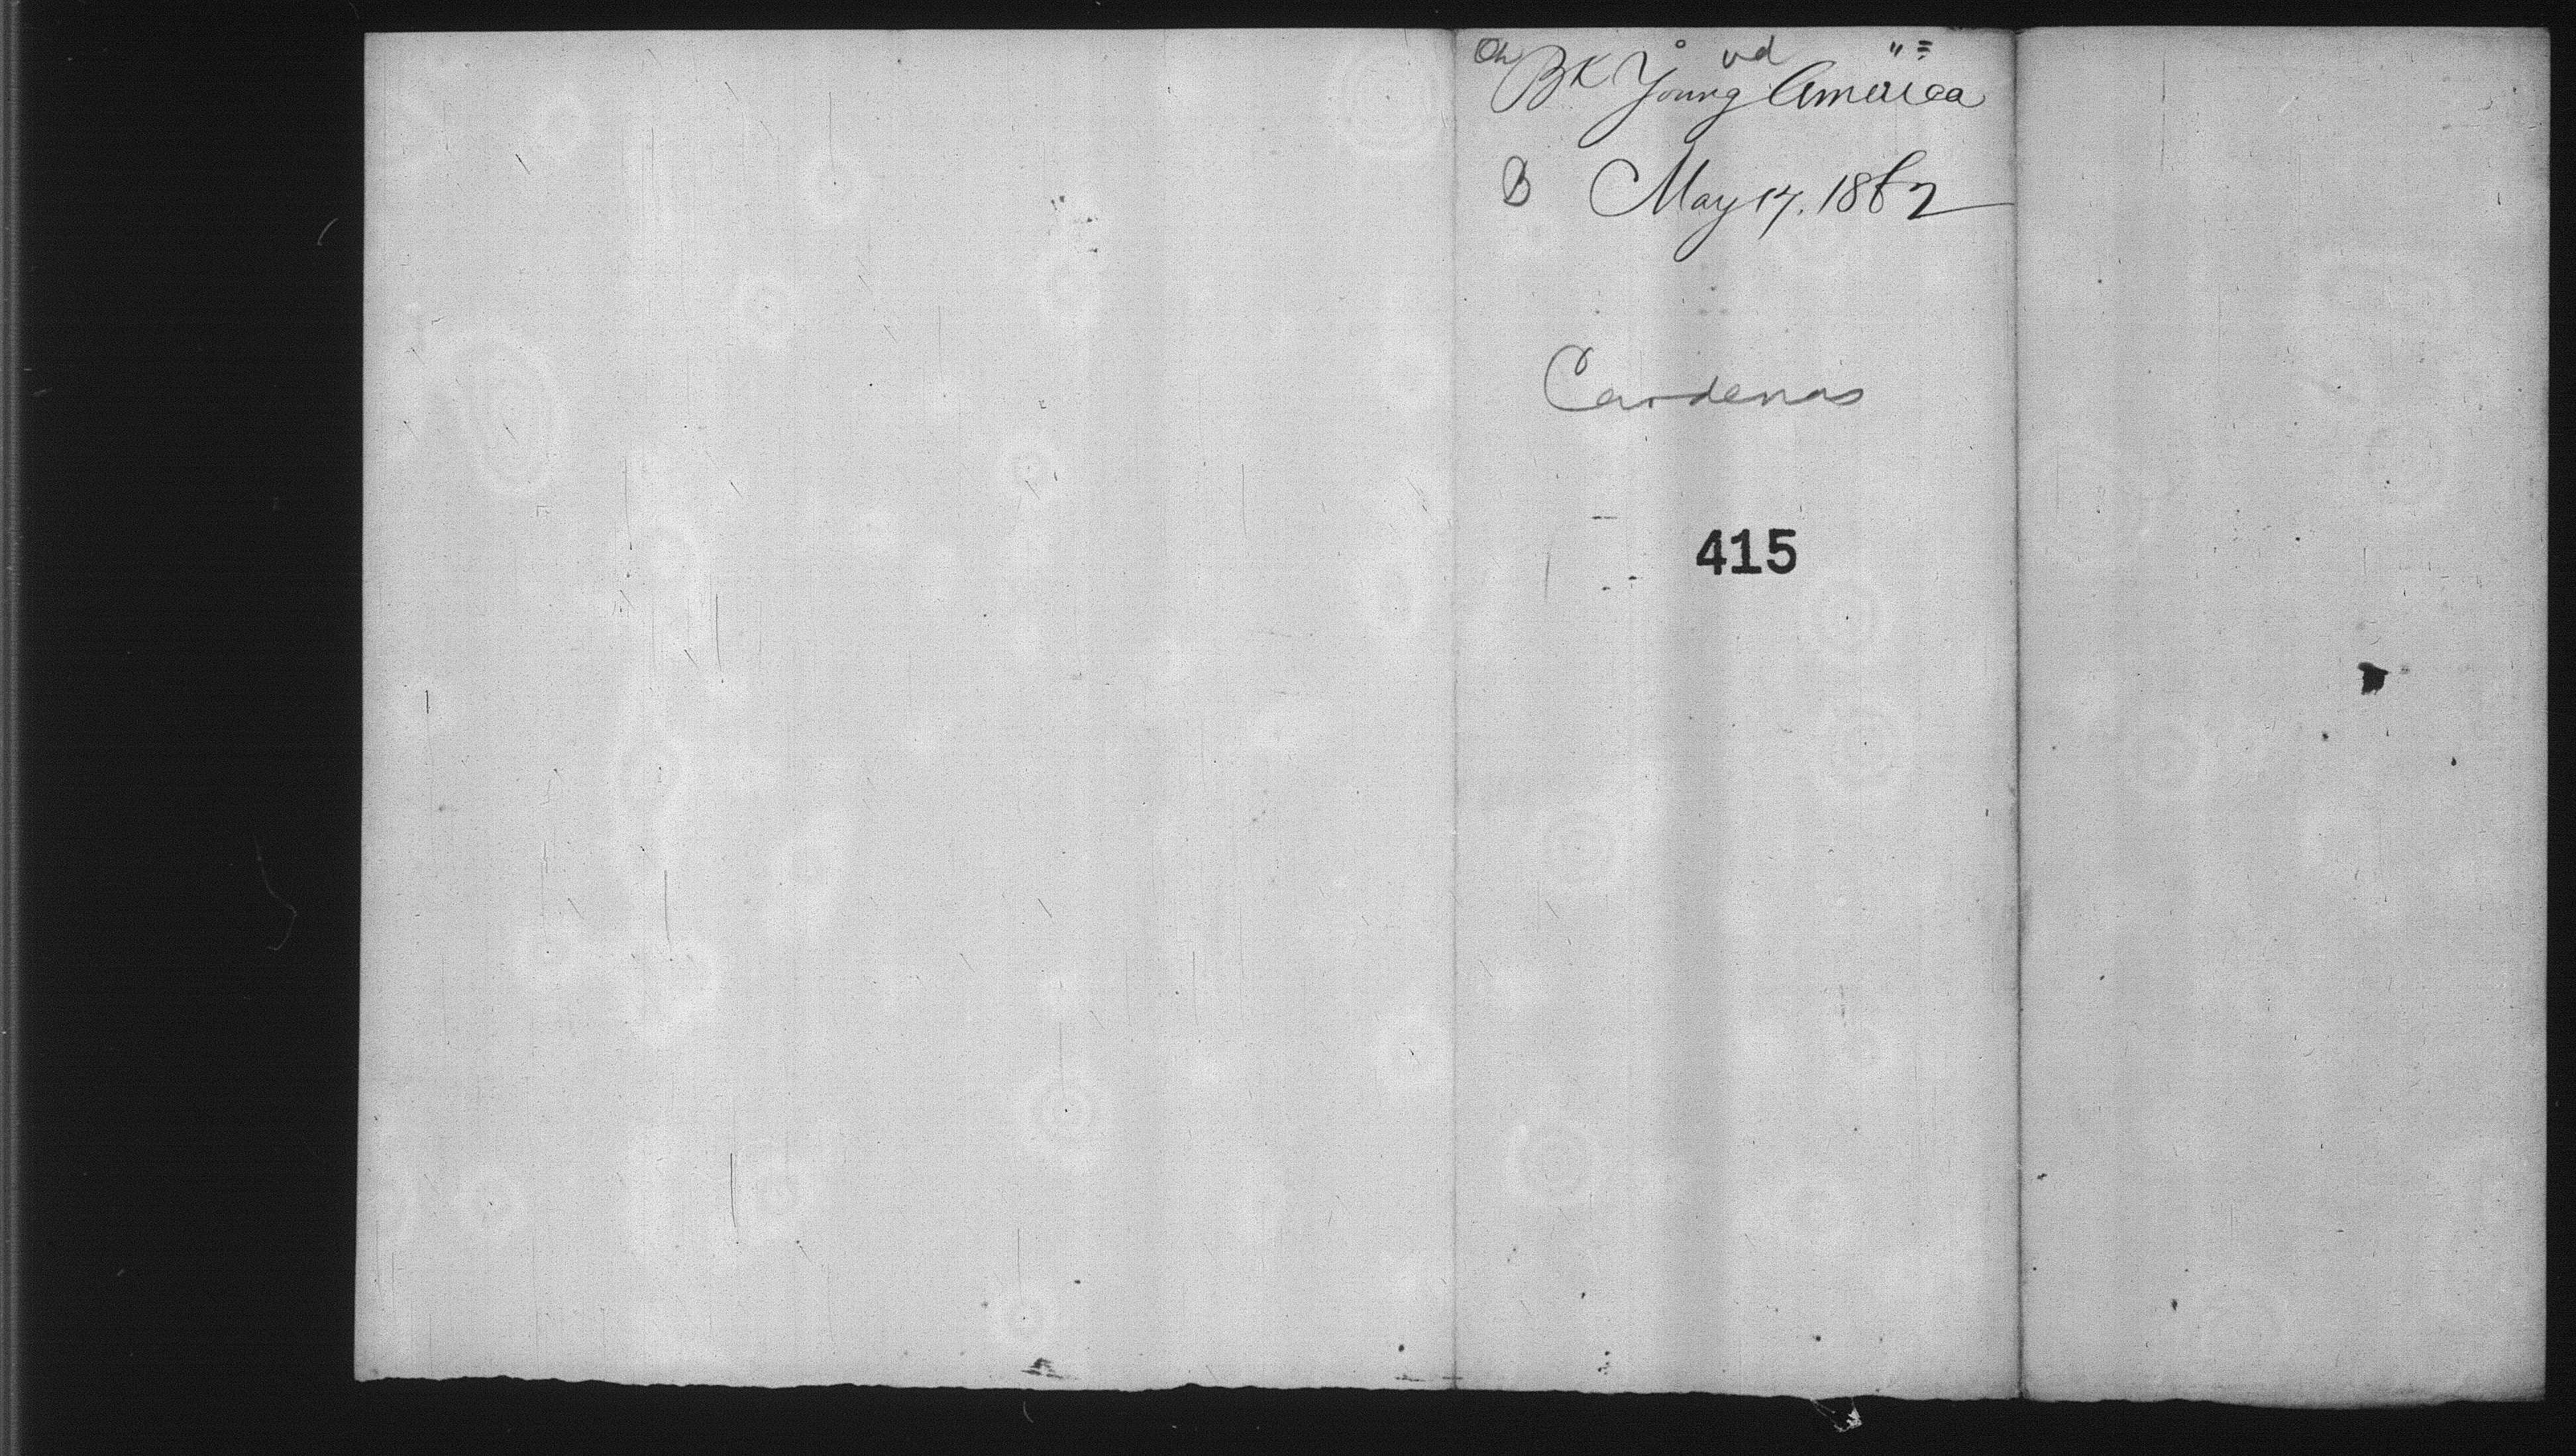 Bk Young America
B May 17. 1862
Cardenas
415